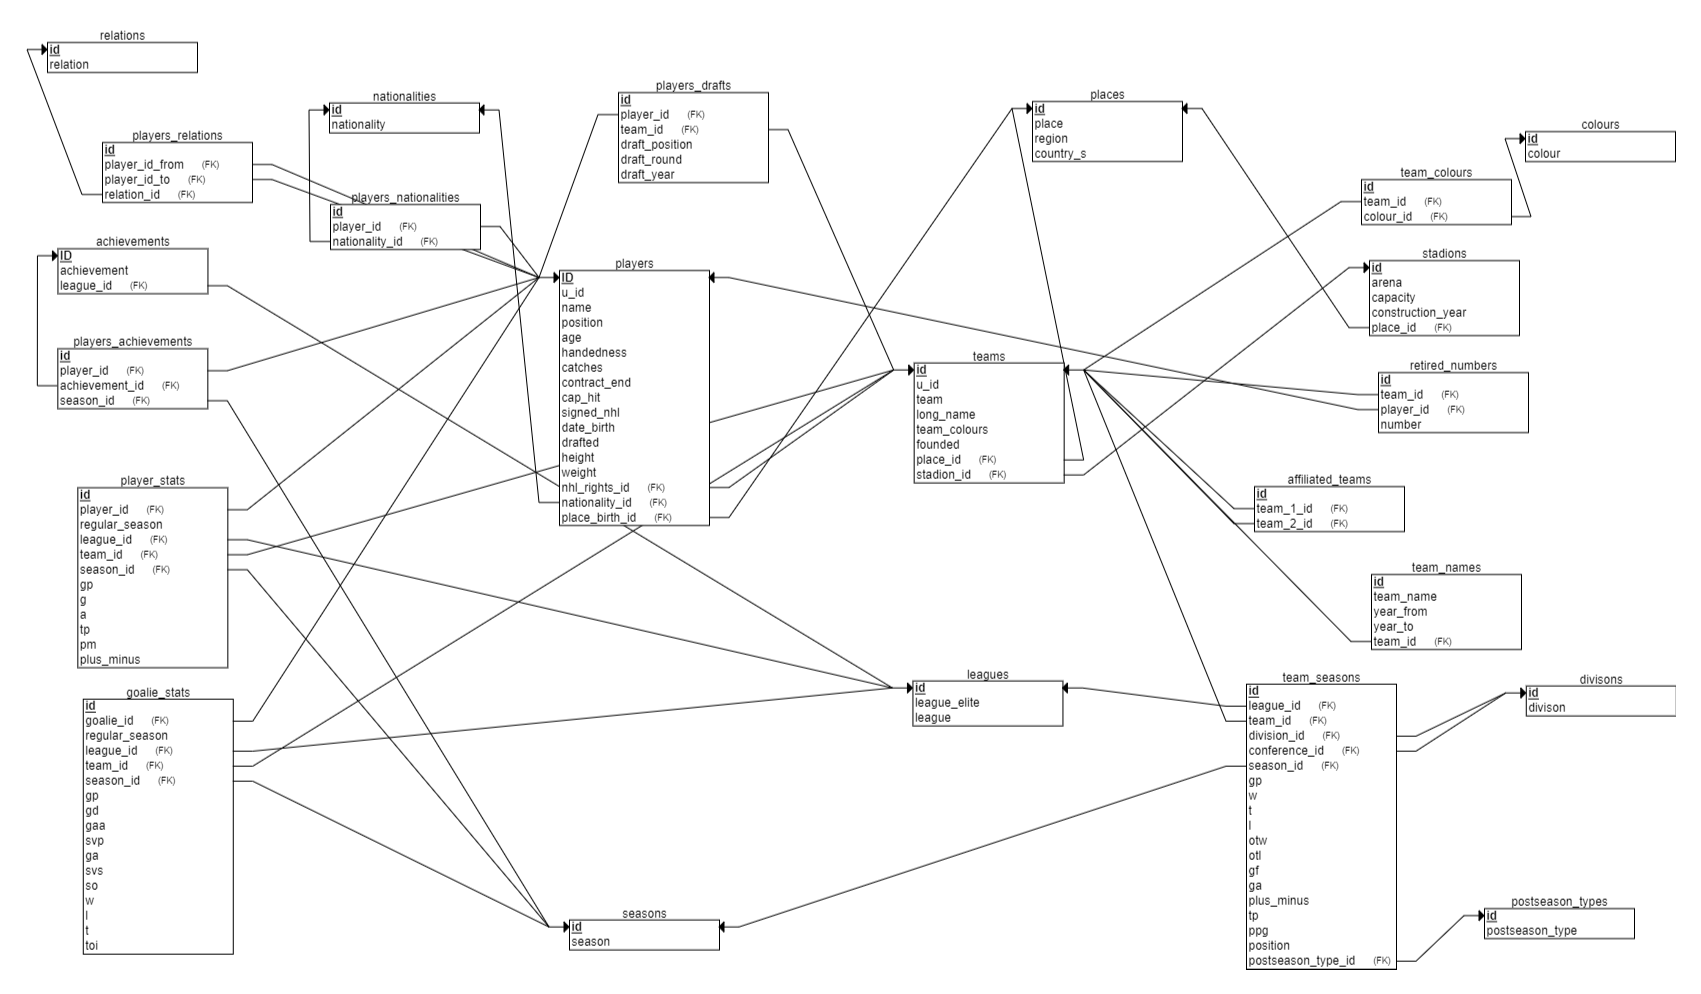 relations
id
relation
players_relations
id
player_id_from (FK)
player_id_to (FK)
relation_id (FK)
nationalities
id
nationality
players_nationalities
id
player_id (FK)
nationality_id (FK)
players_drafts
id
player_id (FK)
team_id (FK)
draft_position
draft_round
draft_year
places
id
place
region
country_s
colours
id
colour
team_colours
id
team_id (FK)
colour_id (FK)
achievements
ID
achievement
league_id (FK)
players_achievements
id
player_id (FK)
achievement_id (FK)
season_id (FK)
players
ID
u_id
name
position
age
handedness
catches
contract_end
cap_hit
signed_nhl
date_birth
drafted
height
weight
nhl_rights_id (FK)
nationality_id (FK)
place_birth_id (FK)
teams
id
u_id
team
long_name
team_colours
founded
place_id (FK)
stadion_id (FK)
stadions
id
arena
capacity
construction_year
place_id (FK)
retired_numbers
id
team_id (FK)
player_id (FK)
number
affiliated_teams
id
team_1_id (FK)
team_2_id (FK)
team_names
id
team_name
year_from
year_to
team_id (FK)
player_stats
id
player_id (FK)
regular_season
league_id (FK)
team_id (FK)
season_id (FK)
gp
g
a
tp
pm
plus_minus
goalie_stats
id
goalie_id (FK)
regular_season
league_id (FK)
team_id (FK)
season_id (FK)
gp
gd
gaa
svp
ga
svs
so
w
l
t
toi
leagues
id
league_elite
league
seasons
id
season
team_seasons
id
league_id (FK)
team_id (FK)
division_id (FK)
conference_id (FK)
season_id (FK)
gp
w
t
l
otw
otl
gf
ga
plus_minus
tp
ppg
position
postseason_type_id (FK)
divisons
id
divison
postseason_types
id
postseason_type